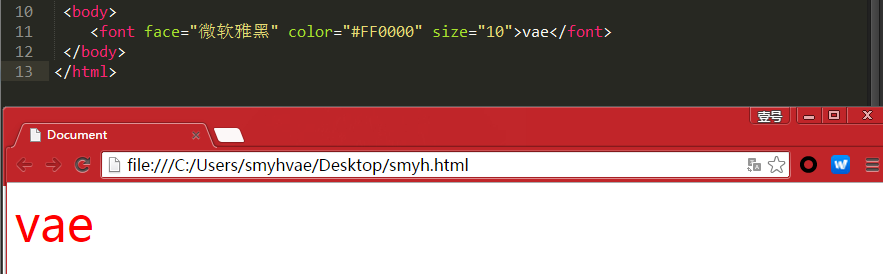 10 <body>
11 <font face="微软雅黑" color="#FF0000" size="10">vae</font>
12 </body>
13 </html>
壹号
Document
file:///C:/Users/smyhvae/Desktop/smyh.html
W
vae